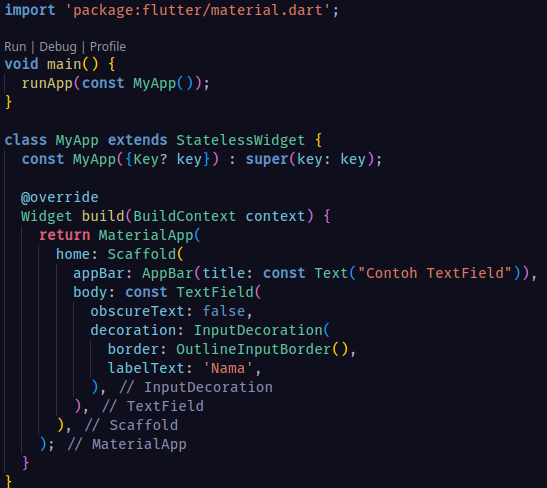 import 'package:flutter/material.dart';
Run | Debug | Profile
void main() {
  runApp(const MyApp());
}
class MyApp extends StatelessWidget {
  const MyApp({Key? key}) : super(key: key);
  @override
  Widget build(BuildContext context) {
    return MaterialApp(
      home: Scaffold(
        appBar: AppBar(title: const Text("Contoh TextField")),
        body: const TextField(
          obscureText: false,
          decoration: InputDecoration(
            border: OutlineInputBorder(),
            labelText: 'Nama',
          ), // InputDecoration
        ), // TextField
      ), // Scaffold
    ); // MaterialApp
  }
}